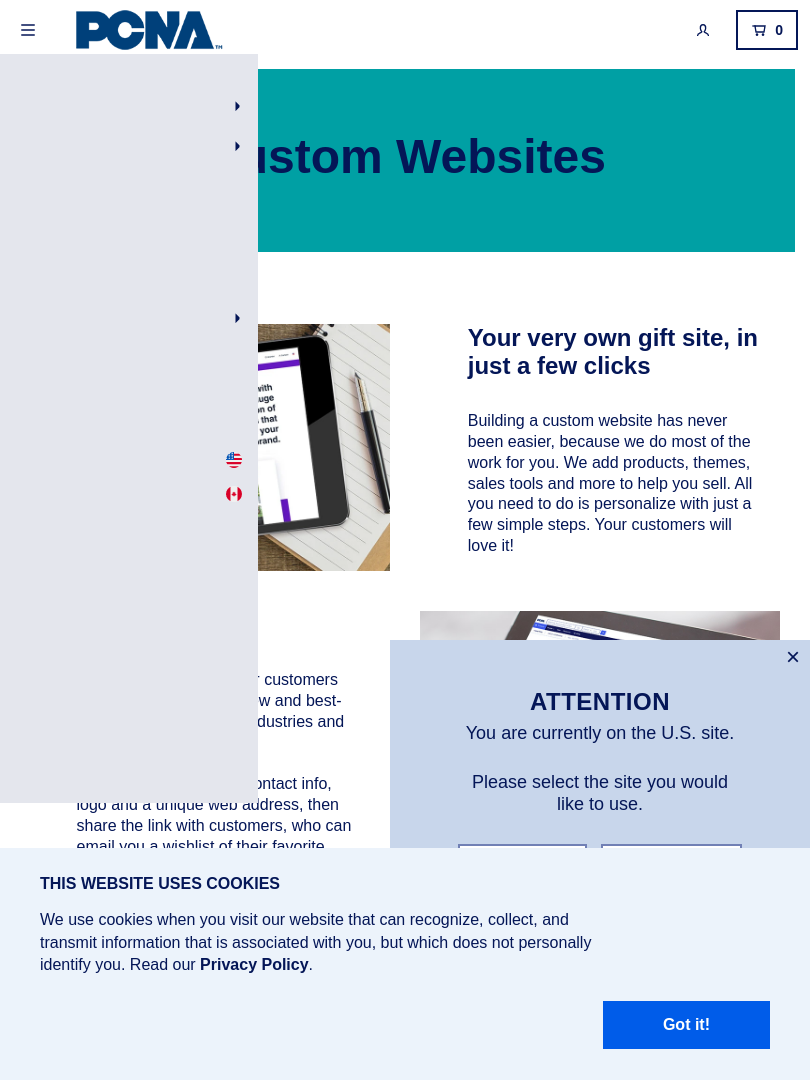 PCNA™
0
ustom Websites
with
uge
on of
s that
your
brand.
Your very own gift site, in
just a few clicks
Building a custom website has never
been easier, because we do most of the
work for you. We add products, themes,
sales tools and more to help you sell. All
you need to do is personalize with just a
few simple steps. Your customers will
love it!
customers
and best-
and
contact info,
logo and a unique web address, then
share the link with customers, who can
email you a wishlist of their favorite
ATTENTION
You are currently on the U.S. site.
Please select the site you would
like to use.
THIS WEBSITE USES COOKIES
We use cookies when you visit our website that can recognize, collect, and
transmit information that is associated with you, but which does not personally
identify you. Read our Privacy Policy.
Got it!